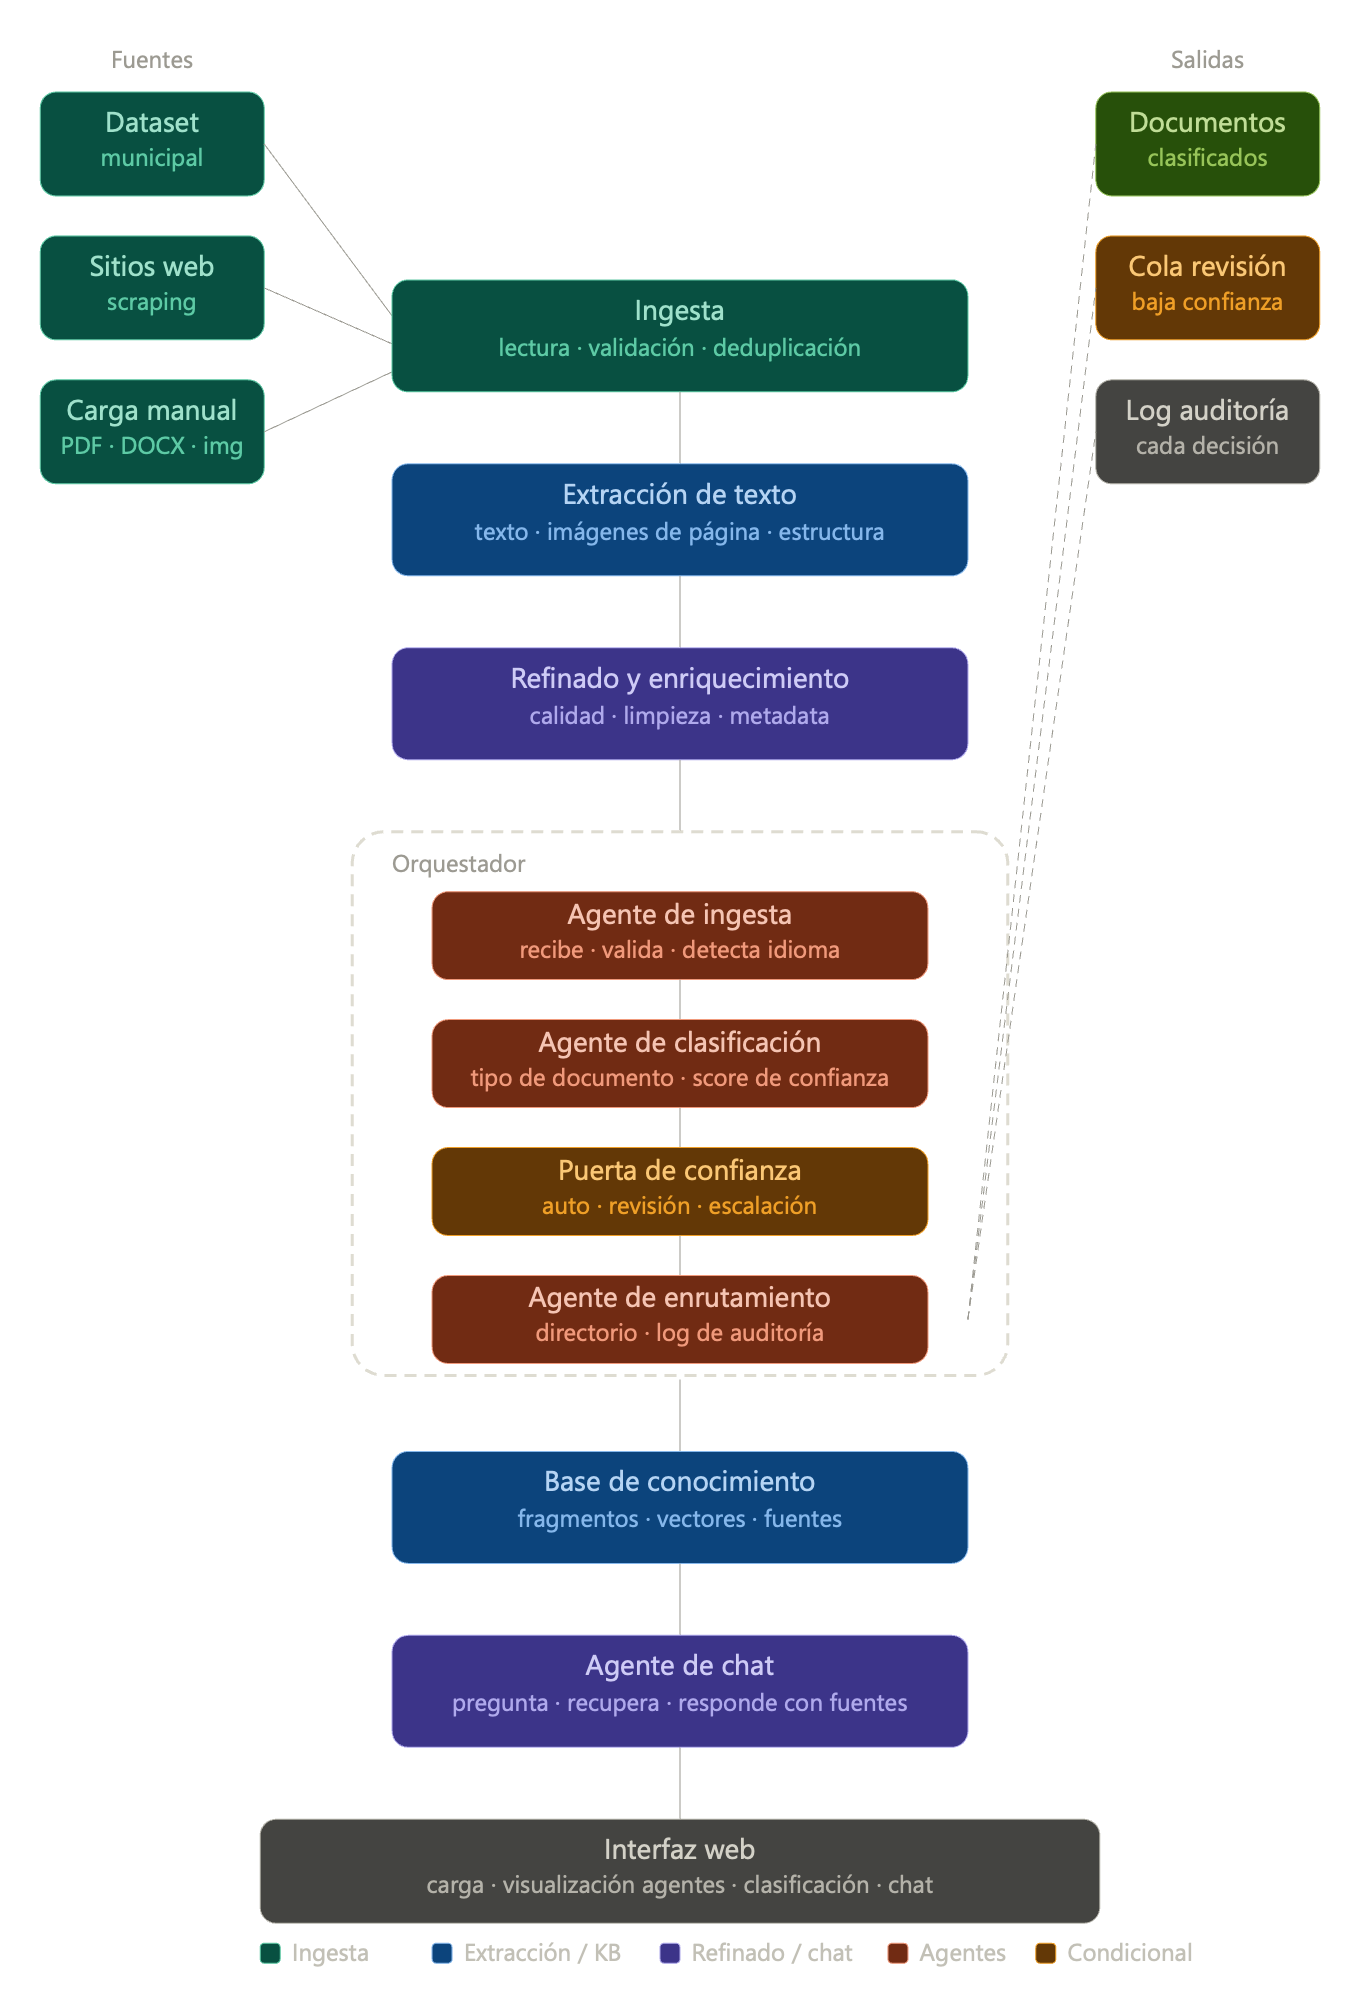 Fuentes
Salidas
Dataset
municipal
Sitios web
scraping
Carga manual
PDF · DOCX · img
Documentos
clasificados
Cola revisión
baja confianza
Log auditoría
cada decisión
Ingesta
lectura · validación · deduplicación
Extracción de texto
texto · imágenes de página · estructura
Refinado y enriquecimiento
calidad · limpieza · metadata
Orquestador
Agente de ingesta
recibe · valida · detecta idioma
Agente de clasificación
tipo de documento · score de confianza
Puerta de confianza
auto · revisión · escalación
Agente de enrutamiento
directorio · log de auditoría
Base de conocimiento
fragmentos · vectores · fuentes
Agente de chat
pregunta · recupera · responde con fuentes
Interfaz web
carga · visualización agentes · clasificación · chat
Ingesta
Extracción / KB
Refinado / chat
Agentes
Condicional